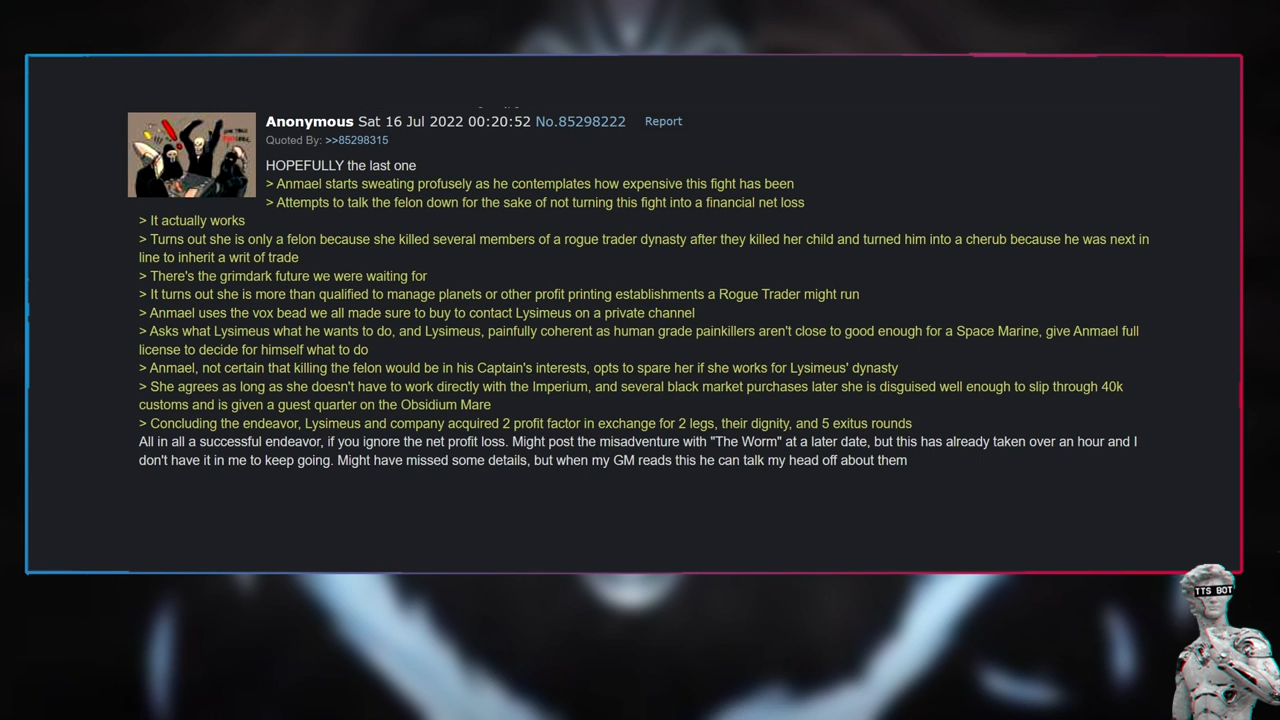 Anonymous Sat 16 Jul 2022 00:20:52 No.85298222 Report
Quoted By: >>85298315
HOPEFULLY the last one
> Anmael starts sweating profusely as he contemplates how expensive this fight has been
> Attempts to talk the felon down for the sake of not turning this fight into a financial net loss
> It actually works
> Turns out she is only a felon because she killed several members of a rogue trader dynasty after they killed her child and turned him into a cherub because he was next in
line to inherit a writ of trade
> There's the grimdark future we were waiting for
> It turns out she is more than qualified to manage planets or other profit printing establishments a Rogue Trader might run
> Anmael uses the vox bead we all made sure to buy to contact Lysimeus on a private channel
> Asks what Lysimeus what he wants to do, and Lysimeus, painfully coherent as human grade painkillers aren't close to good enough for a Space Marine, give Anmael full
license to decide for himself what to do
> Anmael, not certain that killing the felon would be in his Captain's interests, opts to spare her if she works for Lysimeus' dynasty
> She agrees as long as she doesn't have to work directly with the Imperium, and several black market purchases later she is disguised well enough to slip through 40k
customs and is given a guest quarter on the Obsidium Mare
> Concluding the endeavor, Lysimeus and company acquired 2 profit factor in exchange for 2 legs, their dignity, and 5 exitus rounds
All in all a successful endeavor, if you ignore the net profit loss. Might post the misadventure with "The Worm" at a later date, but this has already taken over an hour and I
don't have it in me to keep going. Might have missed some details, but when my GM reads this he can talk my head off about them
TTS BOT